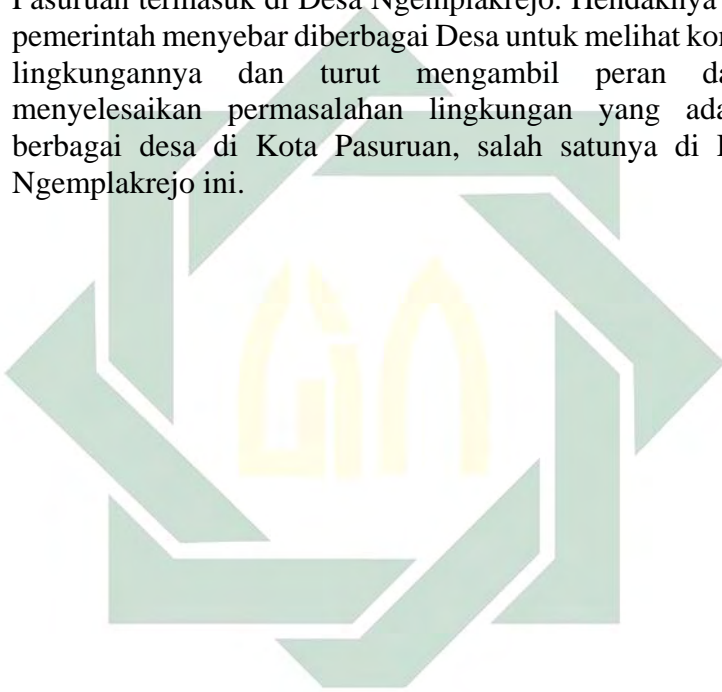 Pasuruan termasuk di Desa Ngemplakrejo. Hendaknya
pemerintah menyebar diberbagai Desa untuk melihat kor
lingkungannya dan turut mengambil peran da
menyelesaikan permasalahan lingkungan yang ada
berbagai desa di Kota Pasuruan, salah satunya di
Ngemplakrejo ini.